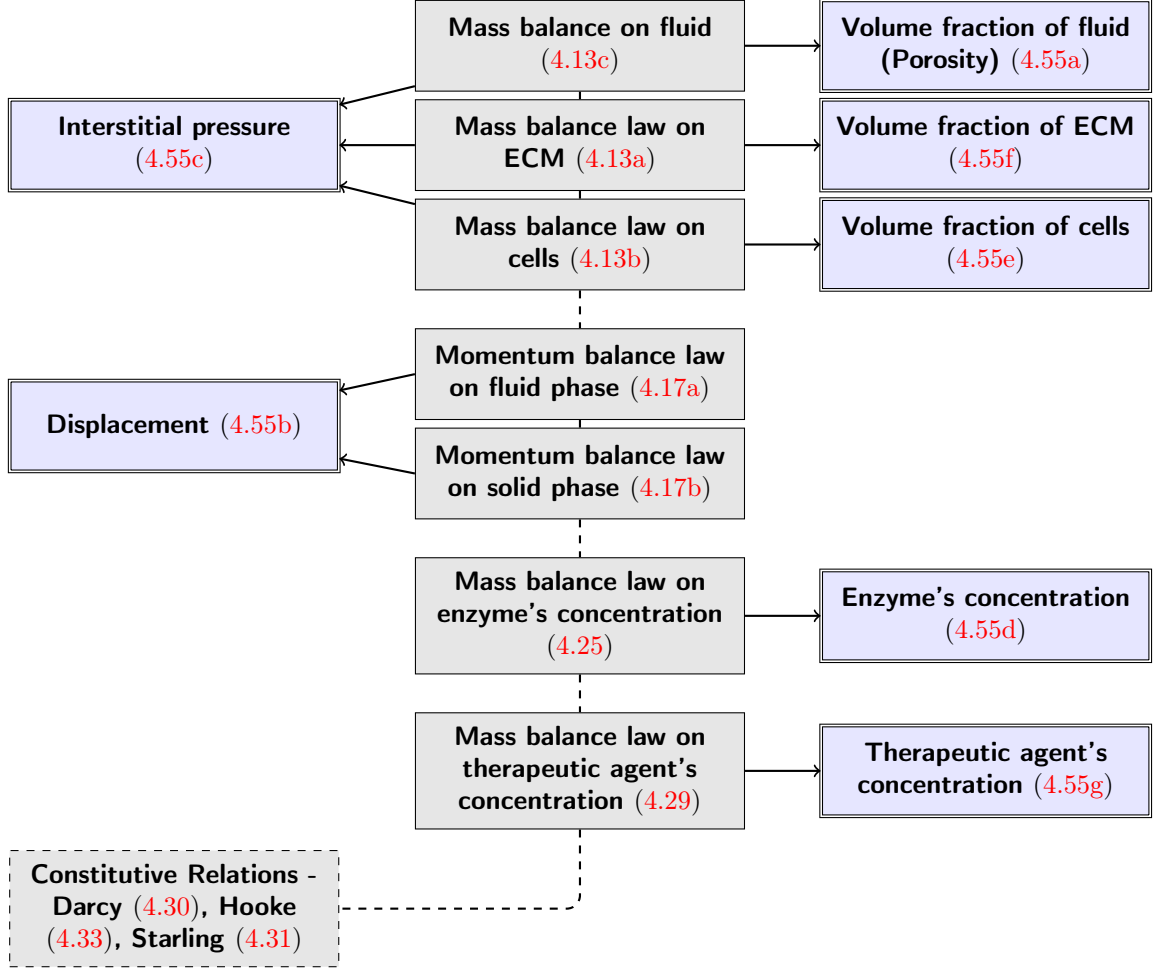 Mass balance on fluid
(4.13c)
Volume fraction of fluid
(Porosity) (4.55a)
Interstitial pressure
(4.55c)
Mass balance law on
ECM (4.13a)
Volume fraction of ECM
(4.55f)
Mass balance law on
cells (4.13b)
Volume fraction of cells
(4.55e)
Momentum balance law
on fluid phase (4.17a)
Displacement (4.55b)
Momentum balance law
on solid phase (4.17b)
Mass balance law on
enzyme's concentration
(4.25)
Enzyme's concentration
(4.55d)
Mass balance law on
therapeutic agent's
concentration (4.29)
Therapeutic agent's
concentration (4.55g)
Constitutive Relations -
Darcy (4.30), Hooke
(4.33), Starling (4.31)